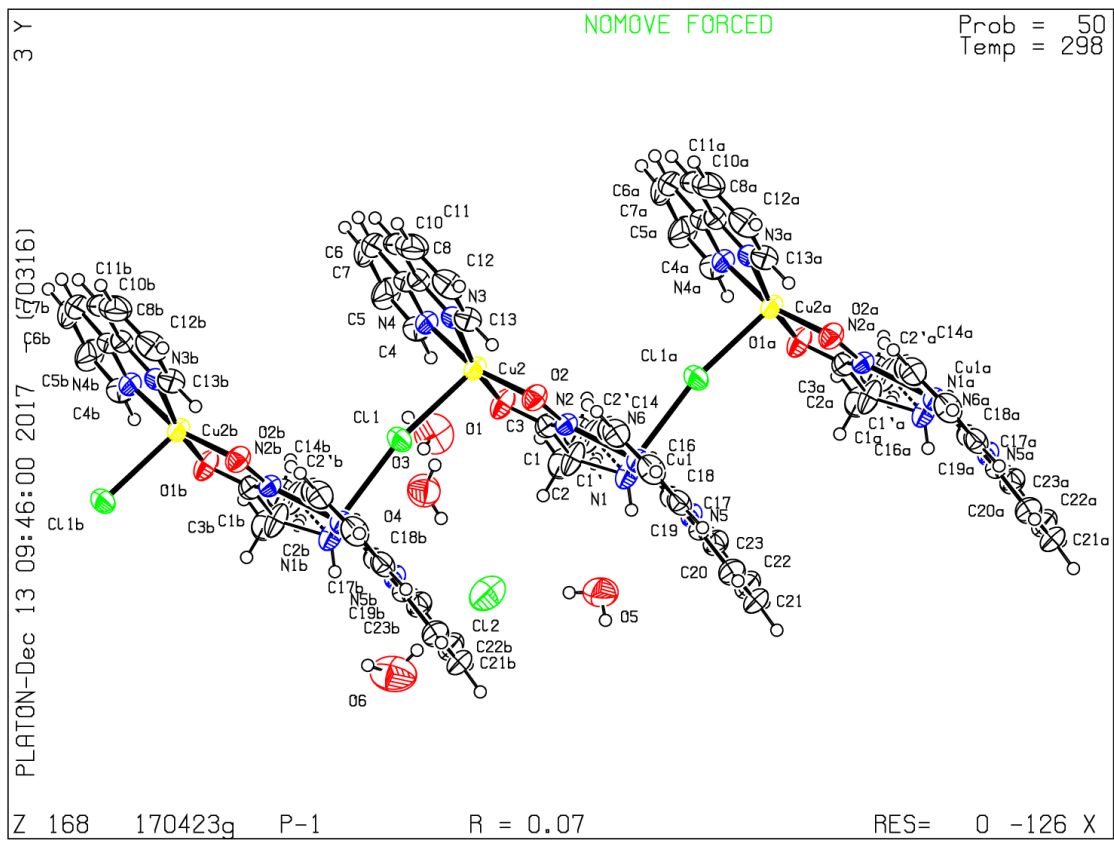 NOMOVE FORCED
Prob = 50
Temp = 298
3 Y
PLATON-Dec 13 09:46:00 2017 - (70316)
C11a
C10a
C6a
C8a
C7a
C12a
C5a
N3a
C4a
C13a
N4a
C11
C10
C6
C8
C7
C12
C5
N3
N4
C13
C4
C11b
C10b
C7b
C8b
C6b
C12b
C5b
N3b
N4b
C13b
C4b
Cu2a
O2a
N2a
O1a
C2'a
C14a
Cl1a
Cu1a
N1a
C3a
N6a
C2a
C18a
C1'a
C1a
C17a
C16a
N5a
C19a
C23a
C22a
C20a
C21a
Cu2
O2
Cl1
N2
C2'
C14
O1
C3
N6
O3
C16
C1
Cu1
C18
C2
C1'
N1
C17
N5
C19
C23
C22
C20
C21
Cu2b
O2b
N2b
C14b
O1b
C2'b
Cl1b
C3b
C1b
C18b
C2b
N1b
C17b
N5b
C19b
C23b
C22b
C21b
O4
Cl2
O5
O6
Z 168 170423g P-1 R = 0.07 RES= 0 -126 X